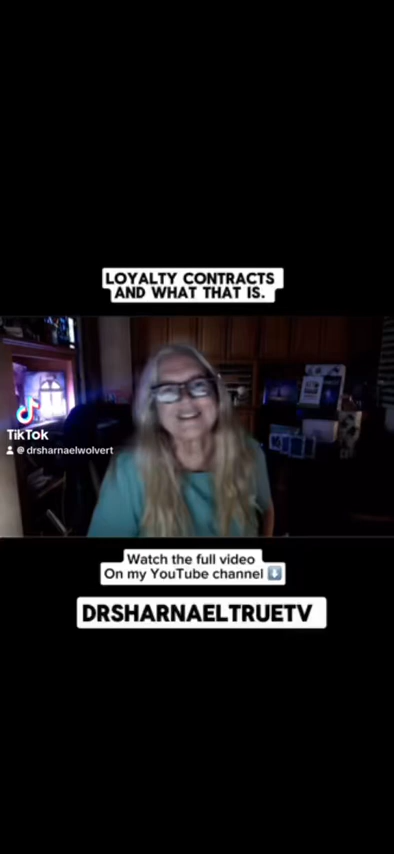 LOYALTY CONTRACTS
AND WHAT THAT IS.
TikTok
@ drsharnaelwolvert
Watch the full video
On my YouTube channel ⬇️
DRSHARNAELTRUETV